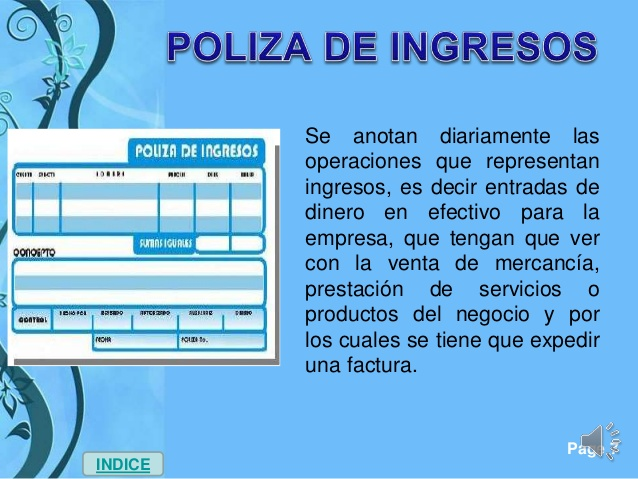 POLIZA DE INGRESOS
Se anotan diariamente las
operaciones que representan
ingresos, es decir entradas de
dinero en efectivo para la
empresa, que tengan que ver
con la venta de mercancía,
prestación de servicios o
productos del negocio y por
los cuales se tiene que expedir
una factura.
POLIZA DE INGRESOS
CUENTA SUBCTA NOMBRE PARCIAL DEBE HABER
SUMAS IGUALES
CONCEPTO
CONTROL HECHO POR REVISADO AUTORIZADO AUXILIARES DIARIO
FECHA POLIZA No.
Page
INDICE